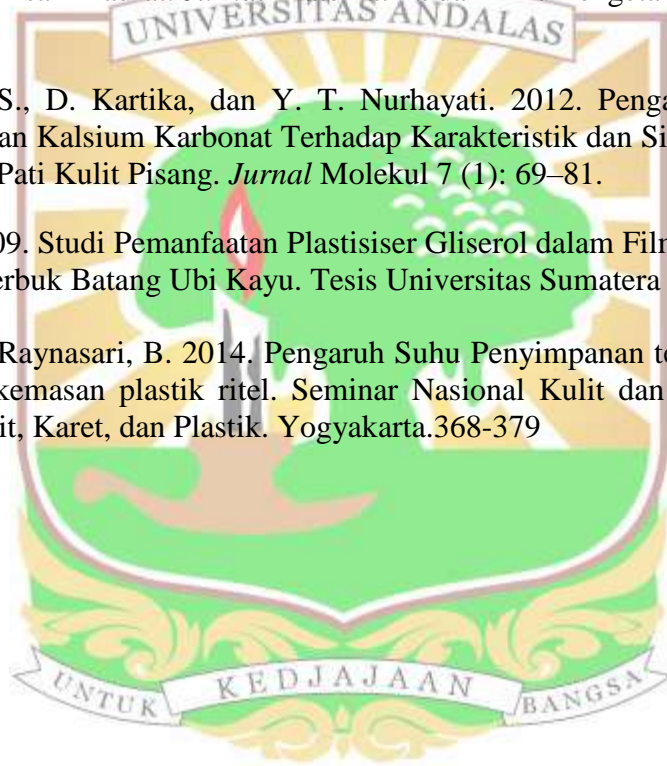 UNIVERSITAS ANDALAS
S., D. Kartika, dan Y. T. Nurhayati. 2012. Penga
an Kalsium Karbonat Terhadap Karakteristik dan Si
Pati Kulit Pisang. Jurnal Molekul 7 (1): 69–81.
09. Studi Pemanfaatan Plastisiser Gliserol dalam Film
erbuk Batang Ubi Kayu. Tesis Universitas Sumatera
Raynasari, B. 2014. Pengaruh Suhu Penyimpanan te
kemasan plastik ritel. Seminar Nasional Kulit dan
it, Karet, dan Plastik. Yogyakarta.368-379
UNTUK KEDJAJAAN BANGSA